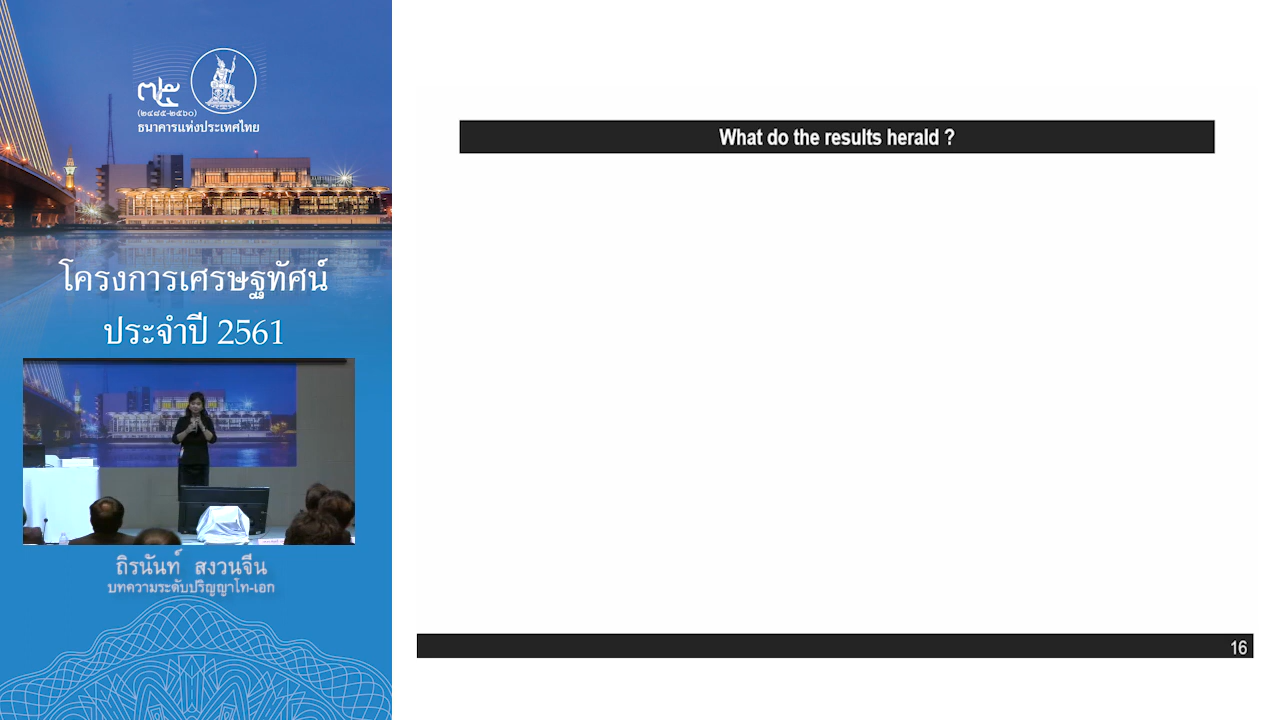 ๗๕
(๒๔๘๕-๒๕๖๐)
ธนาคารแห่งประเทศไทย
โครงการเศรษฐทัศน์
ประจำปี 2561
ถิรนันท์ สงวนจีน
บทความระดับปริญญาโท-เอก
What do the results herald ?
16